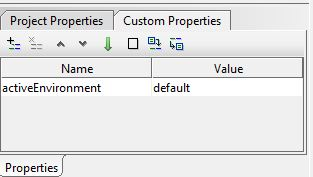 Project Properties Custom Properties
Name Value
activeEnvironment default
Properties